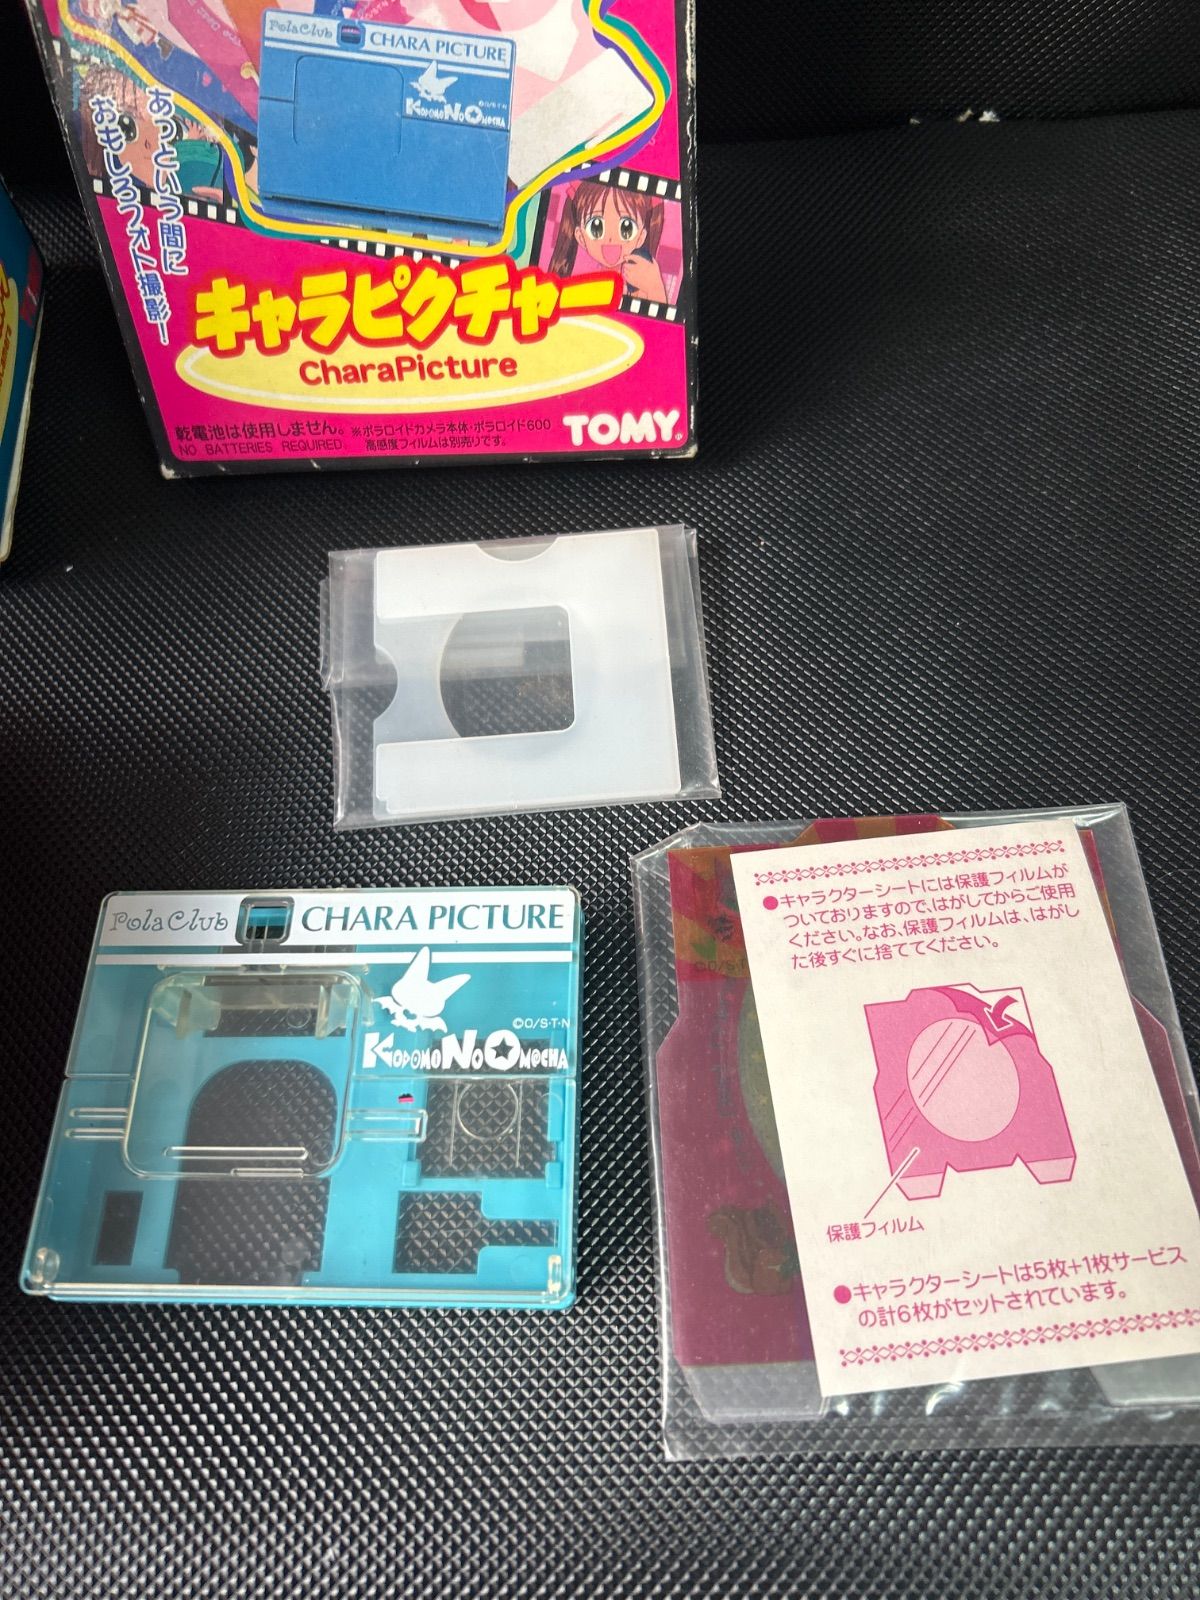 PolaClub
CHARA PICTURE
©O/S・T・N
KODOMO NO OMOCHA
あっという間に
おもしろフォト撮影!
キャラピクチャー
CharaPicture
乾電池は使用しません。
NO BATTERIES REQUIRED.
※ポラロイドカメラ本体・ポラロイド600
高感度フィルムは別売りです。
TOMY
PolaClub
CHARA PICTURE
©O/S・T・N
KODOMO NO OMOCHA
●キャラクターシートには保護フィルムが
ついておりますので、はがしてからご使用
ください。なお、保護フィルムは、はがし
た後すぐに捨ててください。
保護フィルム
●キャラクターシートは5枚+1枚サービス
の計6枚がセットされています。